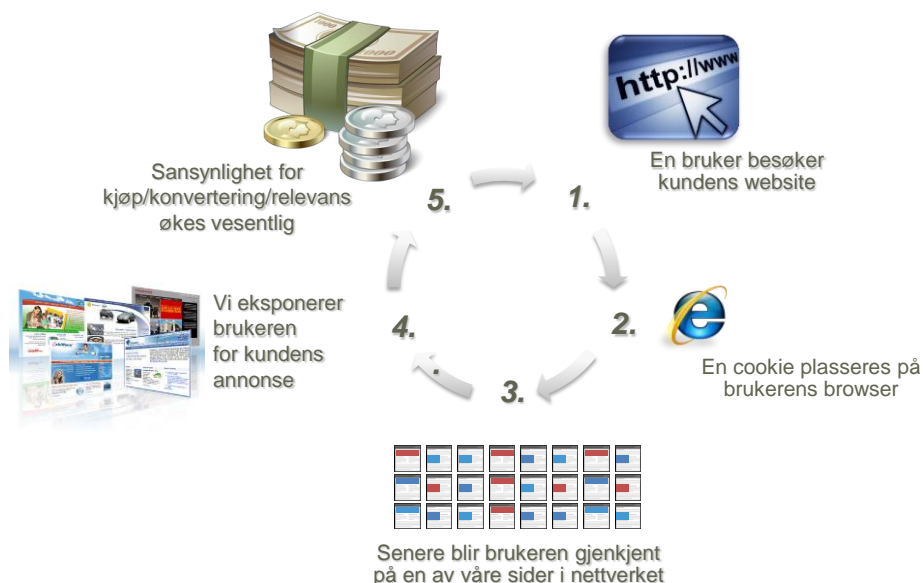 1.
En bruker besøker
kundens website
http://www
2.
En cookie plasseres på
brukerens browser
3.
Senere blir brukeren gjenkjent
på en av våre sider i nettverket
4.
.
Vi eksponerer
brukeren
for kundens
annonse
5.
Sansynlighet for
kjøp/konvertering/relevans
økes vesentlig
1000
1000